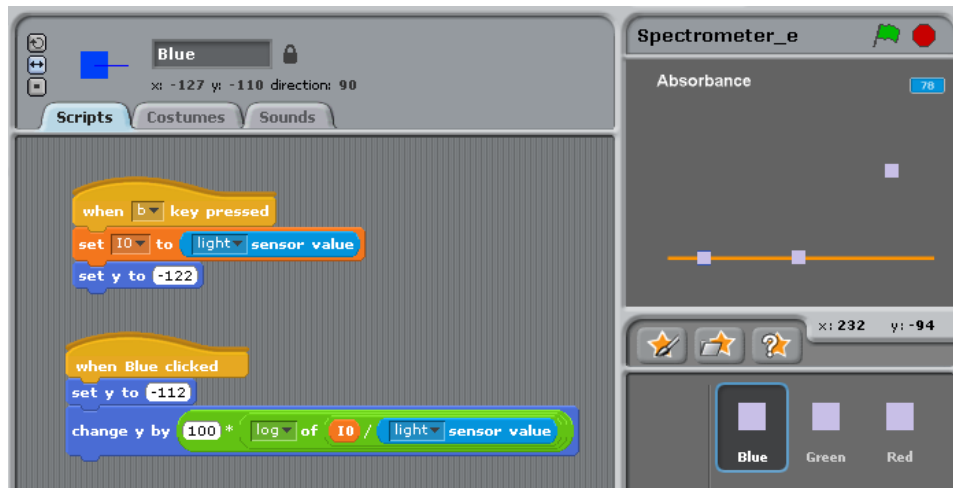 Blue
x: -127 y: -110 direction: 90
Scripts Costumes Sounds
when b key pressed
set I0 to light sensor value
set y to -122
when Blue clicked
set y to -112
change y by 100 * log of I0 / light sensor value
Spectrometer_e
Absorbance
78
x: 232 y: -94
Blue Green Red